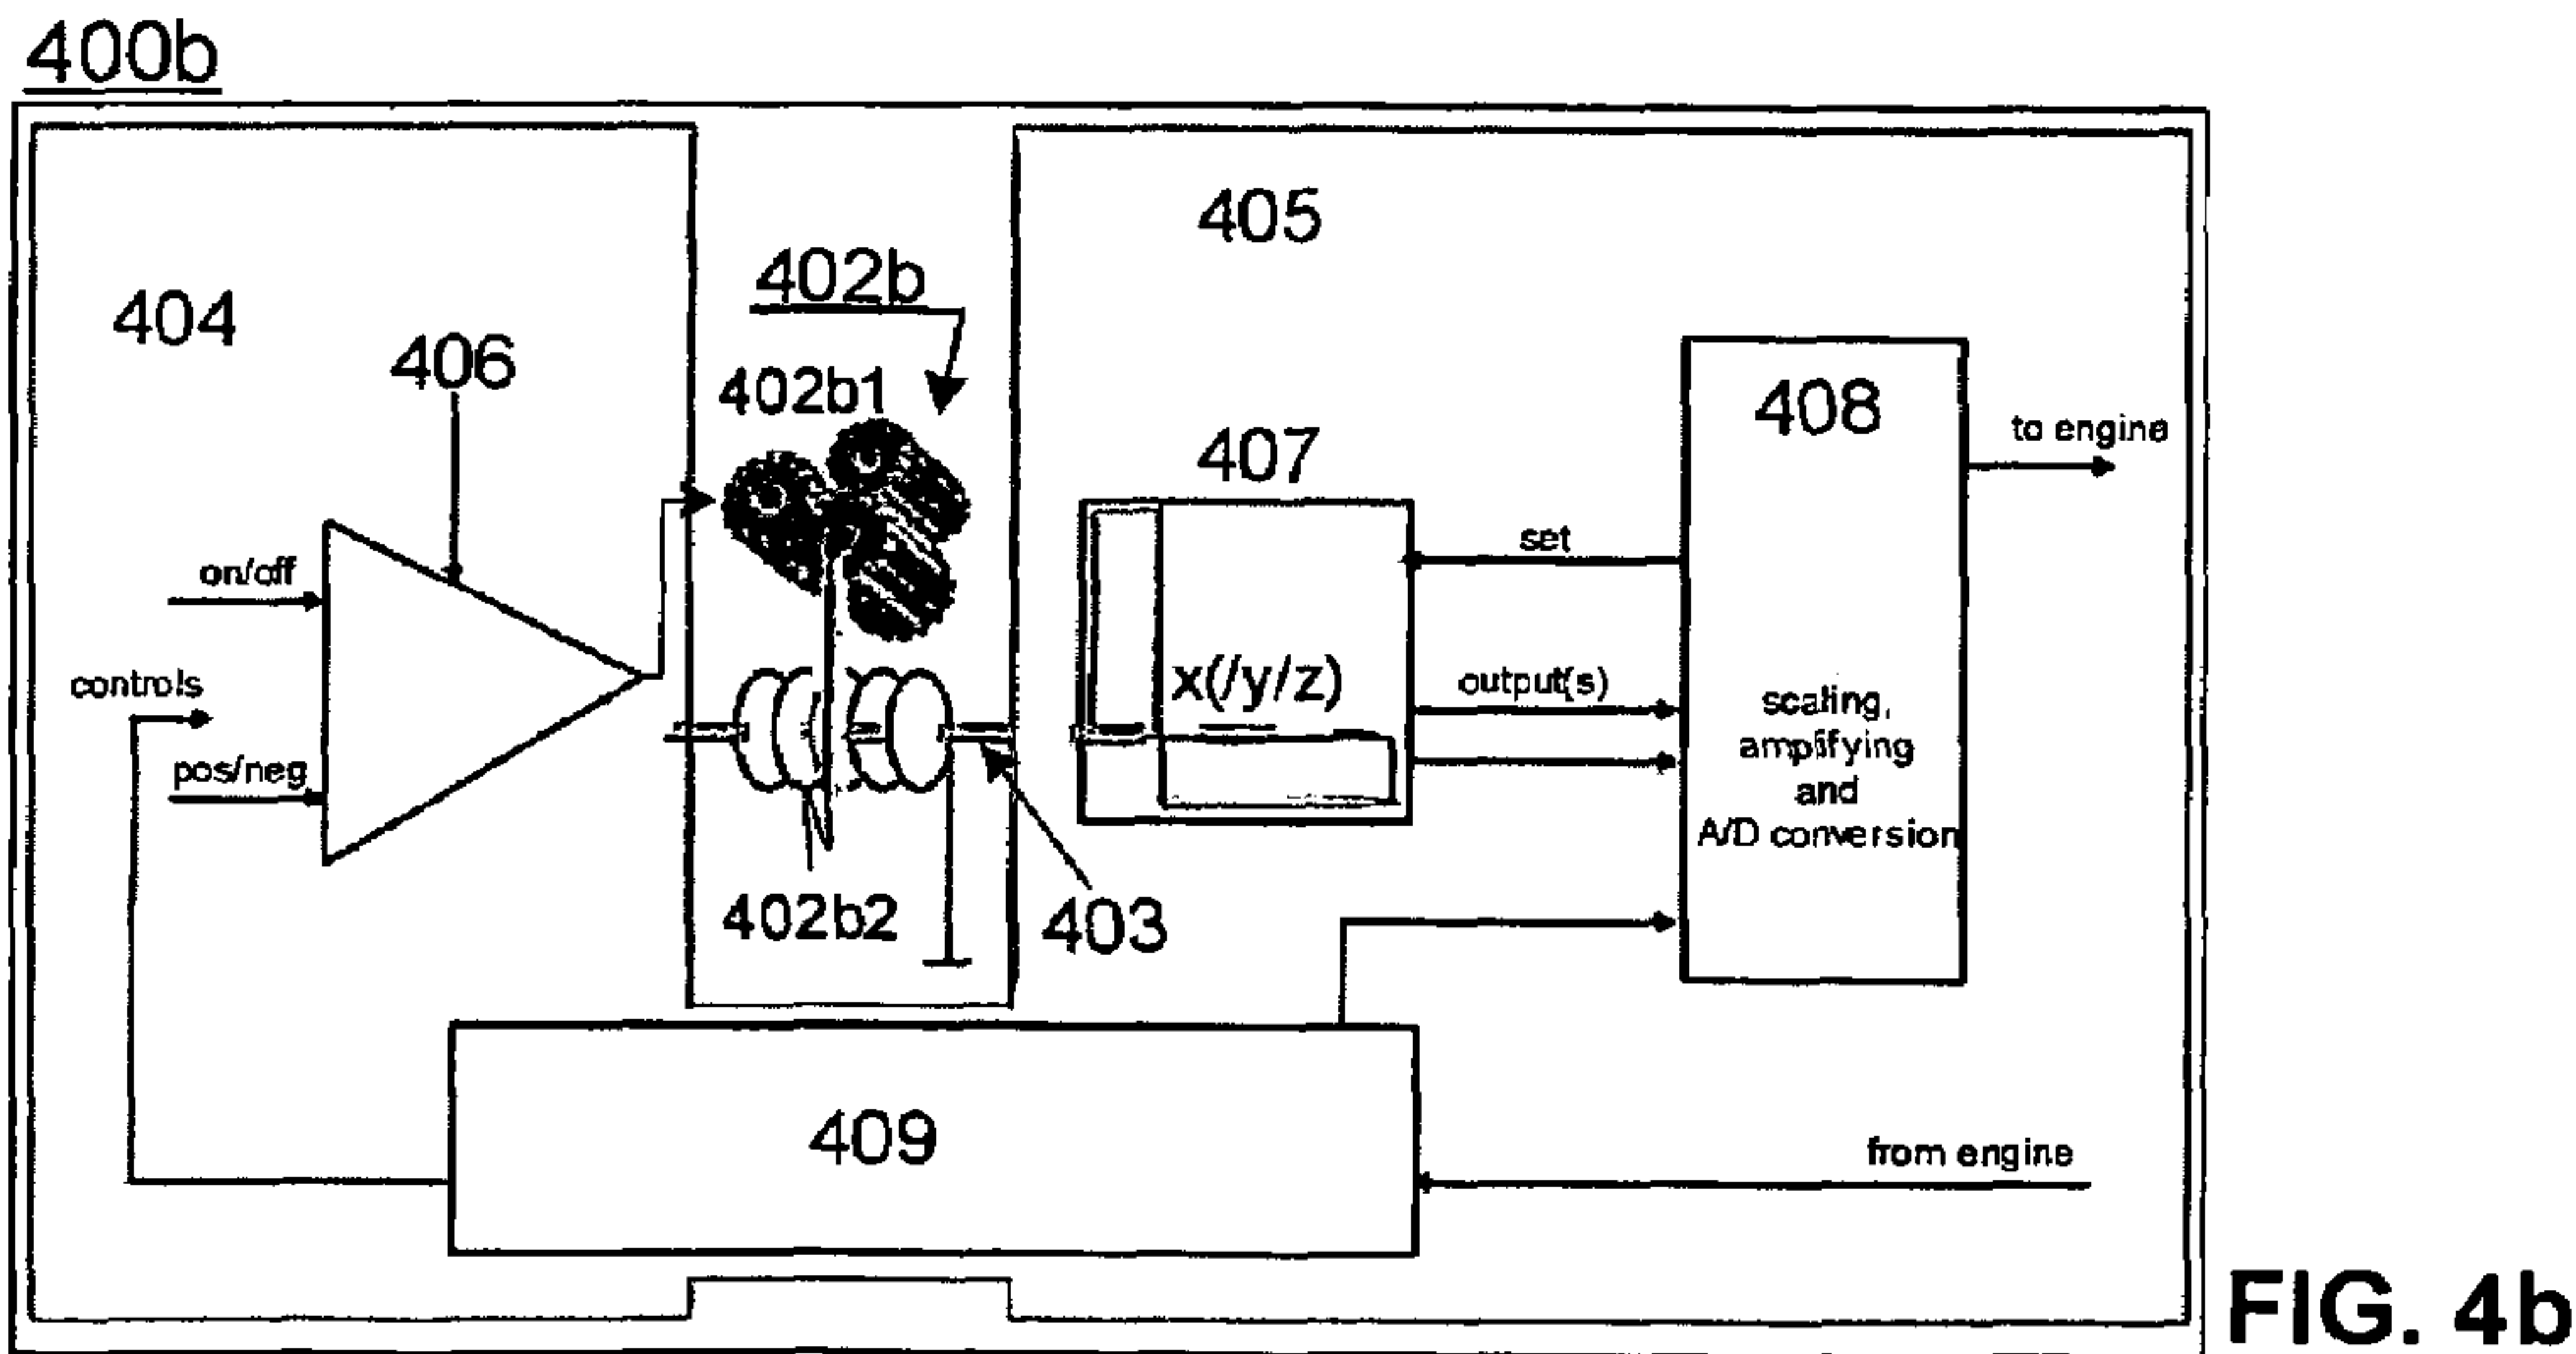 400b
404
406
on/off
controls
pos/neg
402b
402b1
402b2
403
405
407
x(/y/z)
set
output(s)
408
scaling,
amplifying
and
A/D conversion
to engine
409
from engine
FIG. 4b